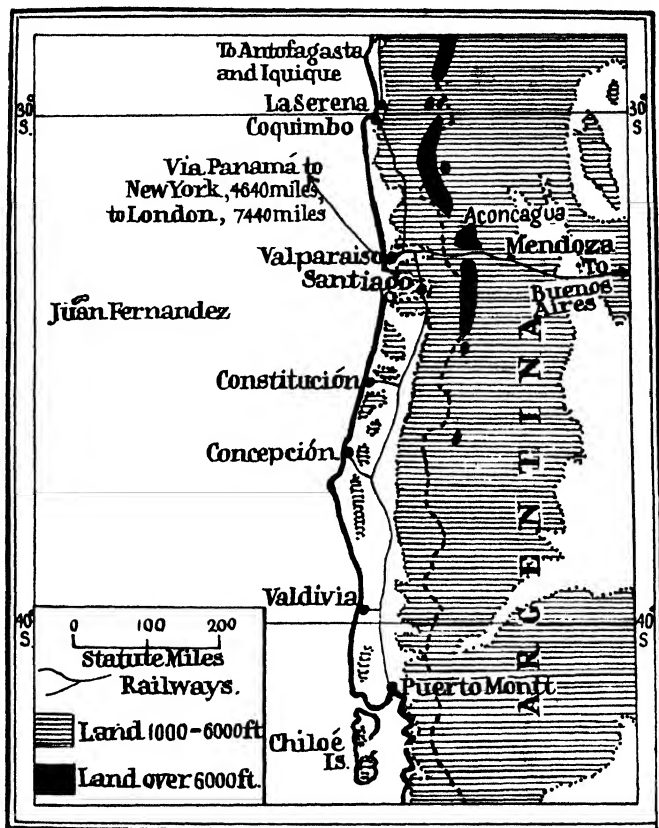 To Antofagasta
and Iquique
La Serena
30°
S.
30°
S.
Coquimbo
Via Panamá to
New York, 4640 miles,
to London, 7440 miles
Aconcagua
Valparaiso
Mendoza
Santiago
To
Buenos
Aires
Juan Fernandez
Constitución
Concepción
ARGENTINA
Valdivia
40°
S.
40°
S.
0 100 200
Statute Miles
Railways.
Puerto Montt
Land 1000-6000ft
Chiloé
Is.
Land over 6000ft.